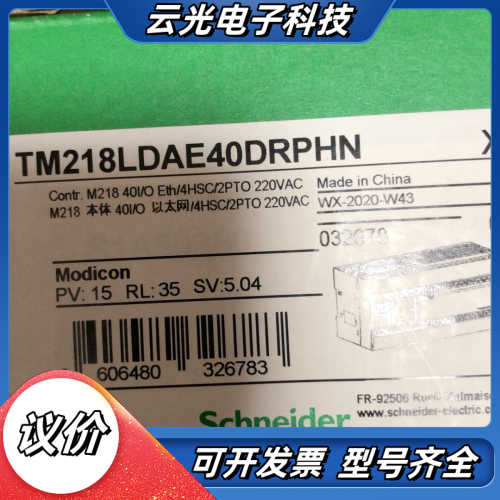 云光电子科技
TM218LDAE40DRPHN
Contr. M218 40I/O Eth/4HSC/2PTO 220VAC
M218 本体 40I/O 以太网/4HSC/2PTO 220VAC
Made in China
WX-2020-W43
Modicon
PV: 15 RL: 35 SV:5.04
606480 326783
Schneider
FR-92506
www.schneider-electric.c
议价
可开发票 型号齐全